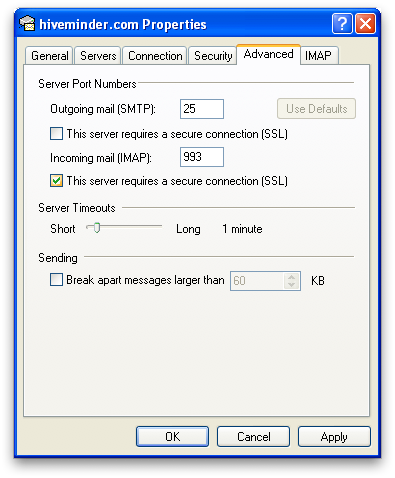 hiveminder.com Properties
General Servers Connection Security Advanced IMAP
Server Port Numbers
Outgoing mail (SMTP): 25 Use Defaults
This server requires a secure connection (SSL)
Incoming mail (IMAP): 993
This server requires a secure connection (SSL)
Server Timeouts
Short Long 1 minute
Sending
Break apart messages larger than 60 KB
OK Cancel Apply